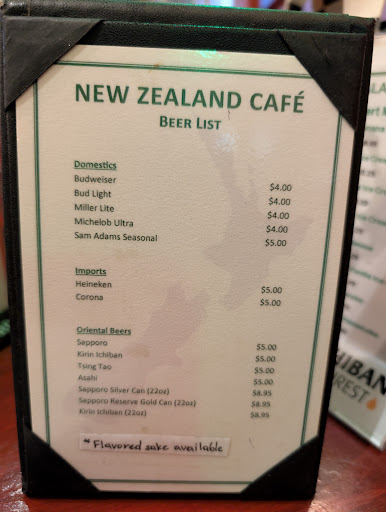 NEW ZEALAND CAFÉ
BEER LIST
Domestics
Budweiser $4.00
Bud Light $4.00
Miller Lite $4.00
Michelob Ultra $4.00
Sam Adams Seasonal $5.00
Imports
Heineken $5.00
Corona $5.00
Oriental Beers
Sapporo $5.00
Kirin Ichiban $5.00
Tsing Tao $5.00
Asahi $5.00
Sapporo Silver Can (22oz) $8.95
Sapporo Reserve Gold Can (22oz) $8.95
Kirin Ichiban (22oz) $8.95
* Flavored sake available